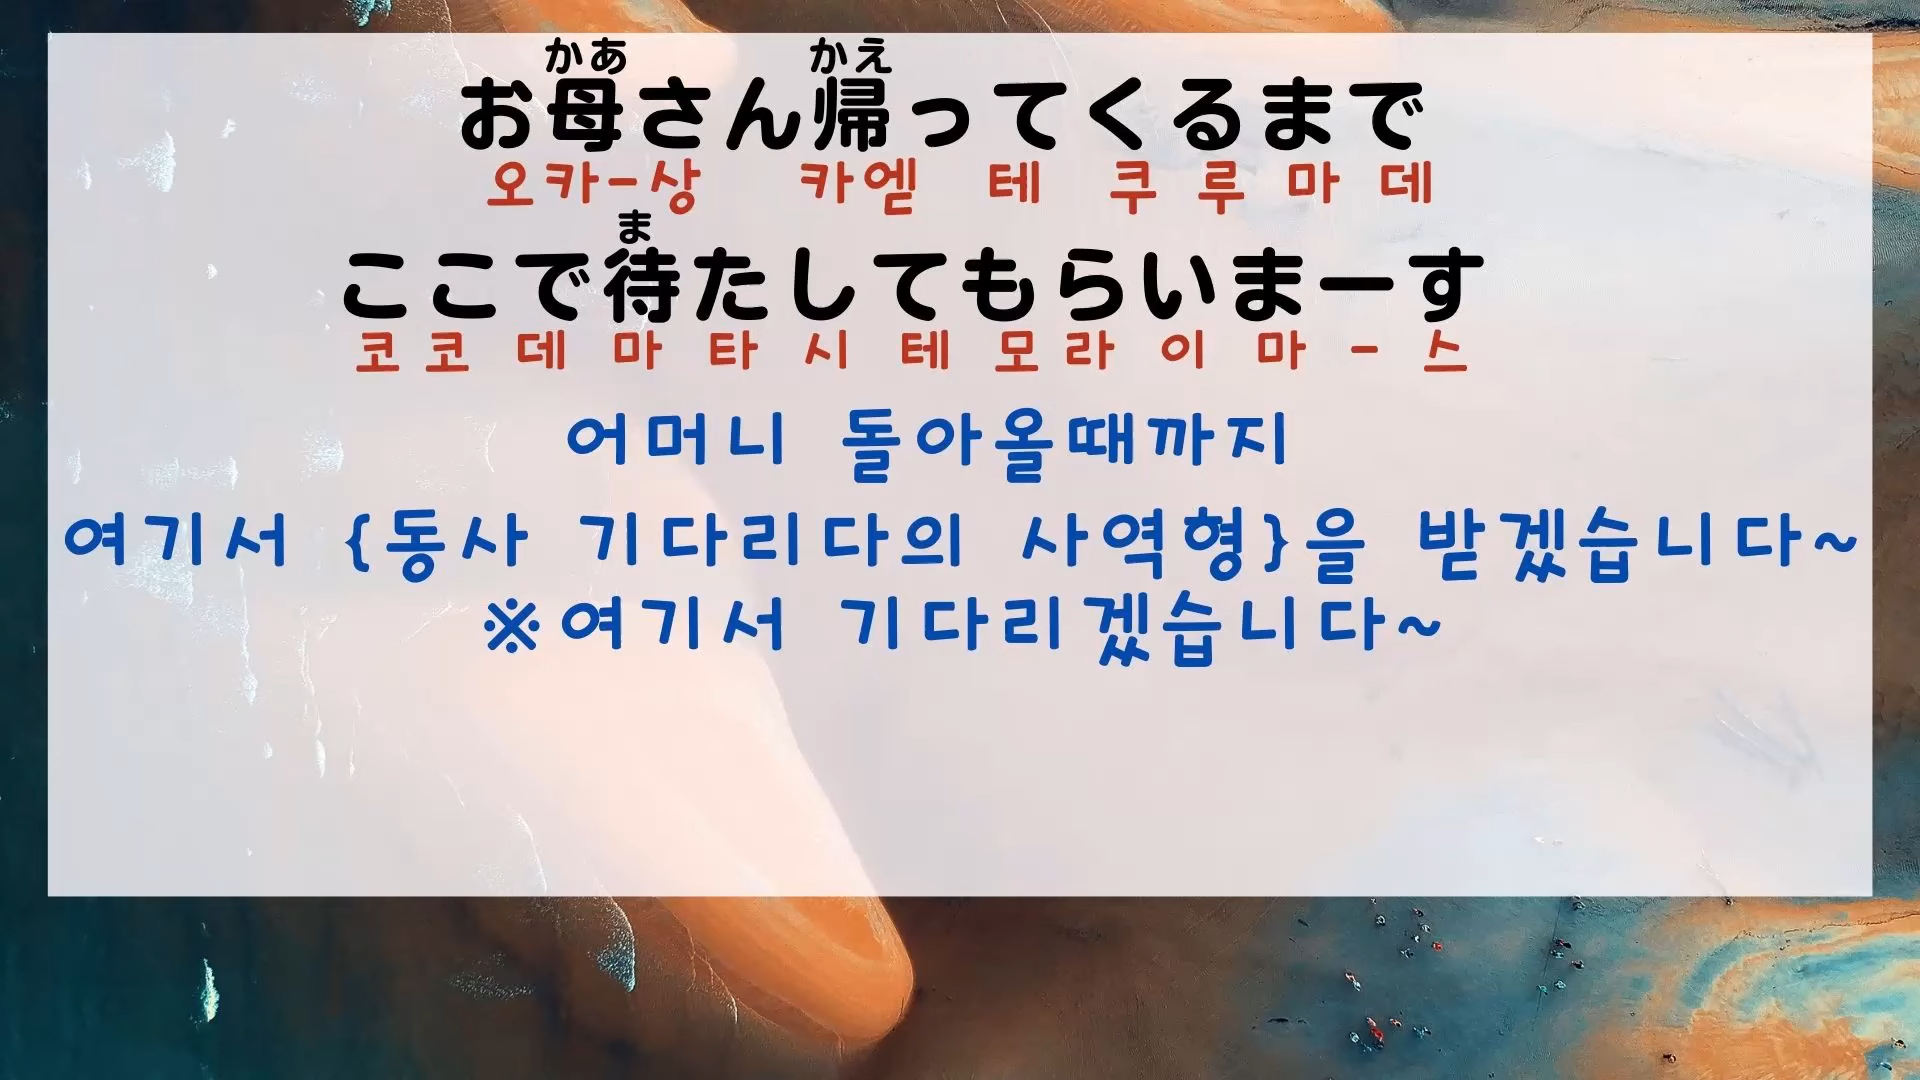 かあ かえ
お母さん帰ってくるまで
오카-상 카엗 테 쿠 루 마 데
ま
ここで待たしてもらいまーす
코 코 데 마 타 시 테 모 라 이 마 - 스
어머니 돌아올때까지
여기서 {동사 기다리다의 사역형}을 받겠습니다~
※여기서 기다리겠습니다~